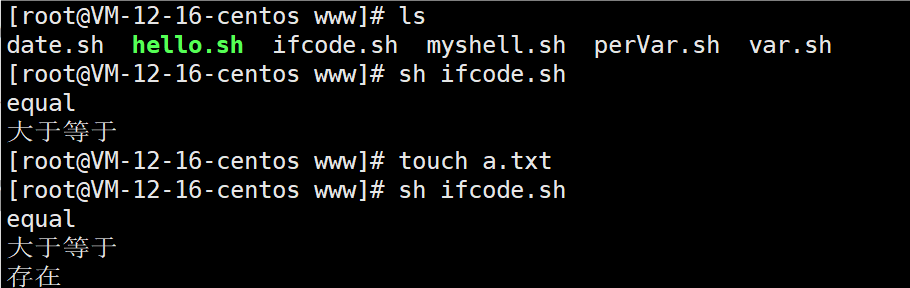 [root@VM-12-16-centos www]# ls
date.sh  hello.sh  ifcode.sh  myshell.sh  perVar.sh  var.sh
[root@VM-12-16-centos www]# sh ifcode.sh
equal
大于等于
[root@VM-12-16-centos www]# touch a.txt
[root@VM-12-16-centos www]# sh ifcode.sh
equal
大于等于
存在